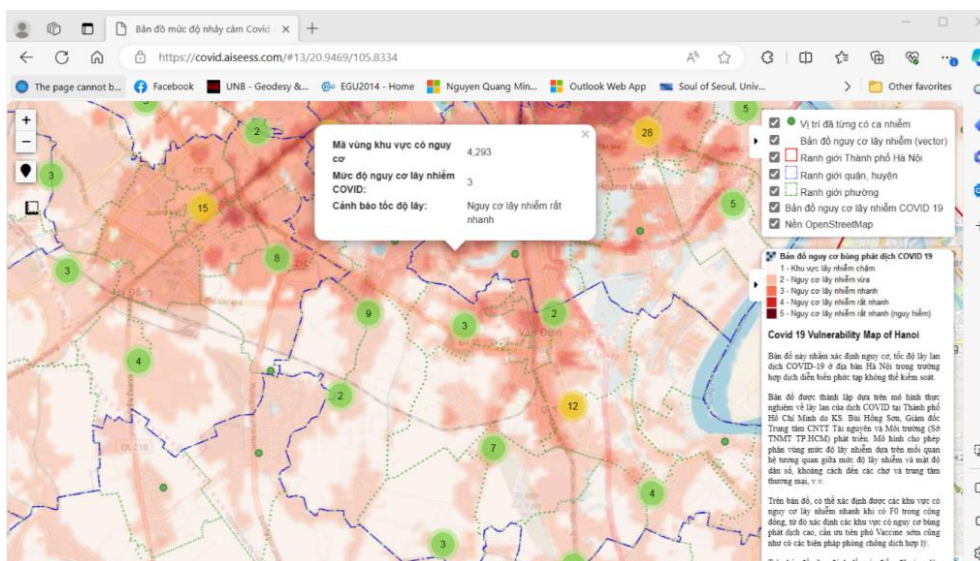 Bản đồ mức độ nhảy cảm Covid
https://covid.aiseess.com/#13/20.9469/105.8334
The page cannot b...
Facebook
UNB - Geodesy &...
EGU2014 - Home
Nguyen Quang Min...
Outlook Web App
Soul of Seoul, Univ...
Other favorites
Mã vùng khu vực có nguy cơ
4,293
Mức độ nguy cơ lây nhiễm COVID:
3
Cảnh báo tốc độ lây:
Nguy cơ lây nhiễm rất nhanh
Vị trí đã từng có ca nhiễm
Bản đồ nguy cơ lây nhiễm (vector)
Ranh giới Thành phố Hà Nội
Ranh giới quận, huyện
Ranh giới phường
Bản đồ nguy cơ lây nhiễm COVID 19
Nền OpenStreetMap
Bản đồ nguy cơ bùng phát dịch COVID 19
1 - Khu vực lây nhiễm chậm
2 - Nguy cơ lây nhiễm vừa
3 - Nguy cơ lây nhiễm nhanh
4 - Nguy cơ lây nhiễm rất nhanh
5 - Nguy cơ lây nhiễm rất nhanh (nguy hiểm)
Covid 19 Vulnerability Map of Hanoi
Bản đồ này nhằm xác định nguy cơ, tốc độ lây lan
dịch COVID-19 ở địa bàn Hà Nội trong trường
hợp dịch diễn biến phức tạp không thể kiểm soát.
Bản đồ được thành lập dựa trên mô hình thực
nghiệm về lây lan của dịch COVID tại Thành phố
Hồ Chí Minh do KS. Bùi Hồng Sơn, Giám đốc
Trung tâm CNTT Tài nguyên và Môi trường (Sở
TNMT TP.HCM) phát triển. Mô hình cho phép
phân vùng mức độ lây nhiễm dựa trên mối quan
hệ tương quan giữa mức độ lây nhiễm và mật độ
dân số, khoảng cách đến các chợ và trung tâm
thương mại, v.v.
Trên bản đồ, có thể xác định được các khu vực có
nguy cơ lây nhiễm nhanh khi có F0 trong cộng
đồng, từ đó xác định các khu vực có nguy cơ bùng
phát dịch cao, cần ưu tiên phủ Vaccine sớm cũng
như có các biện pháp phòng chống dịch hợp lý.
2
28
5
3
15
5
3
8
Hà Đông
9
3
2
Văn Điển
4
2
12
7
4
3
Hoàng Mai